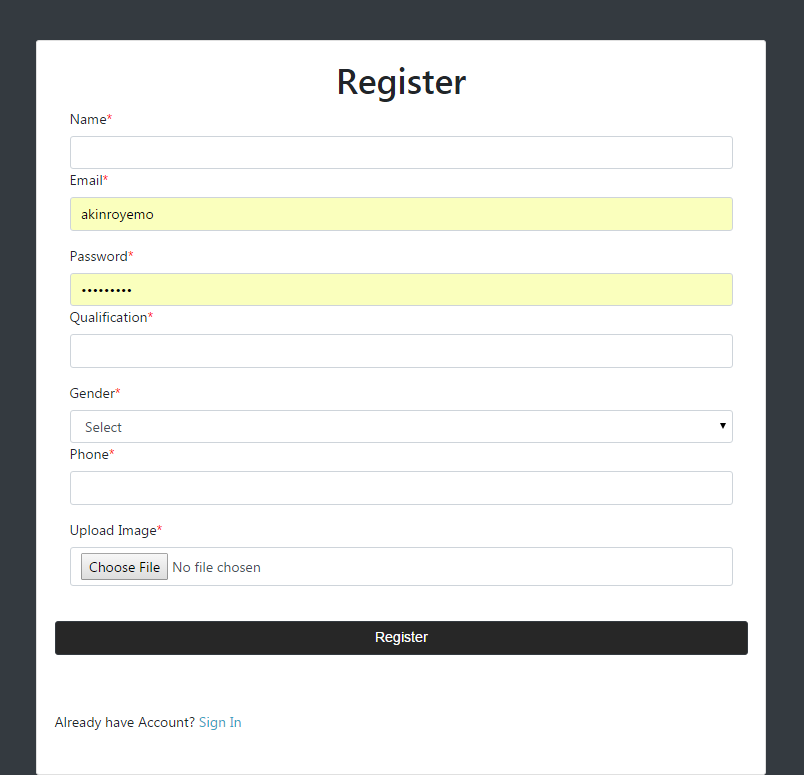 Register
Name*
Email*
akinroyemo
Password*
•••••••••
Qualification*
Gender*
Select
Phone*
Upload Image*
Choose File No file chosen
Register
Already have Account? Sign In